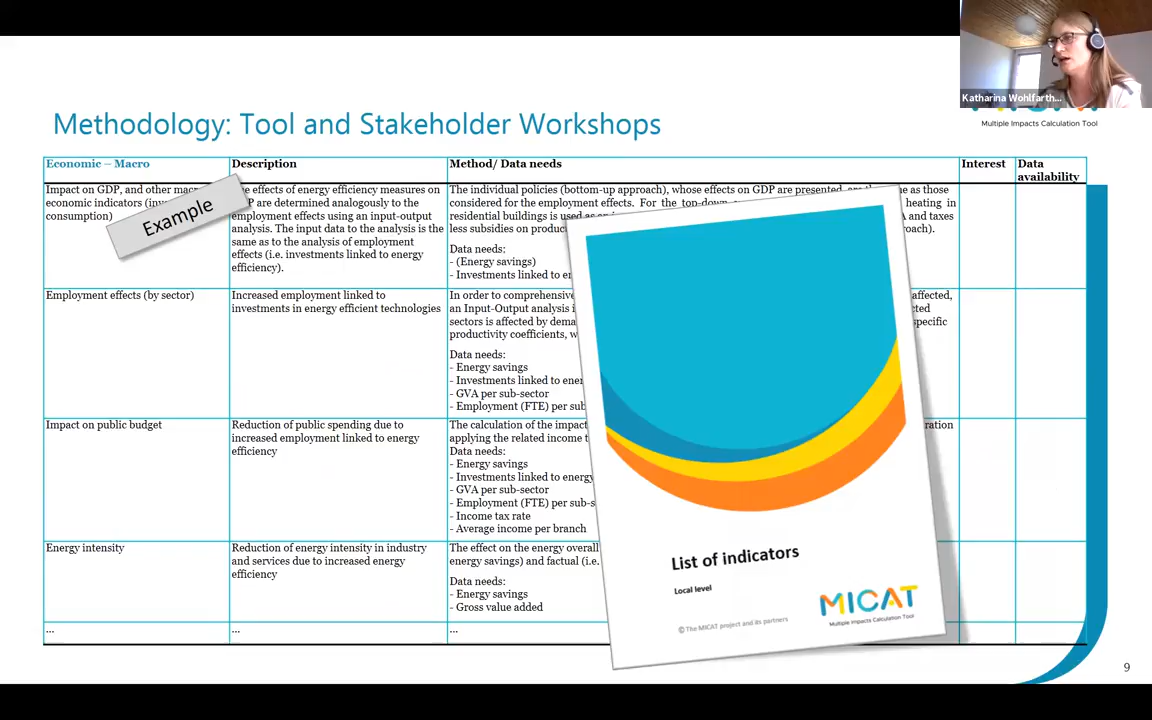 Katharina Wohlfarth...
Multiple Impacts Calculation Tool
Methodology: Tool and Stakeholder Workshops
Economic – Macro Description Method/ Data needs Interest Data
availability
Impact on GDP, and other
economic indicators
consumption)
effects of energy efficiency measures on
are determined analogously to the
employment effects using an input-output
analysis. The input data to the analysis is the
same as to the analysis of employment
effects (i.e. investments linked to energy
efficiency).
The individual policies (bottom-up approach), whose effects on GDP are presented, as those
considered for the employment effects. For the top-down heating in
residential buildings is used and taxes
less subsidies on
Data needs:
- (Energy savings)
- Investments linked to
Example
Employment effects (by sector)
Increased employment linked to
investments in energy efficient technologies
In order to affected,
an Input-Output analysis
sectors is affected by specific
productivity coefficients,
Data needs:
- Energy savings
- Investments linked to
- GVA per sub-sector
- Employment (FTE) per
Impact on public budget
Reduction of public spending due to
increased employment linked to energy
efficiency
The calculation of the
applying the related income
Data needs:
- Energy savings
- Investments linked to energy
- GVA per sub-sector
- Employment (FTE) per
- Income tax rate
- Average income per branch
Energy intensity
Reduction of energy intensity in industry
and services due to increased energy
efficiency
The effect on the energy overall
energy savings) and factual (i.e.
Data needs:
- Energy savings
- Gross value added
... ... ...
List of indicators
Local level
MICAT
Multiple Impacts Calculation Tool
© The MICAT project and its partners
9